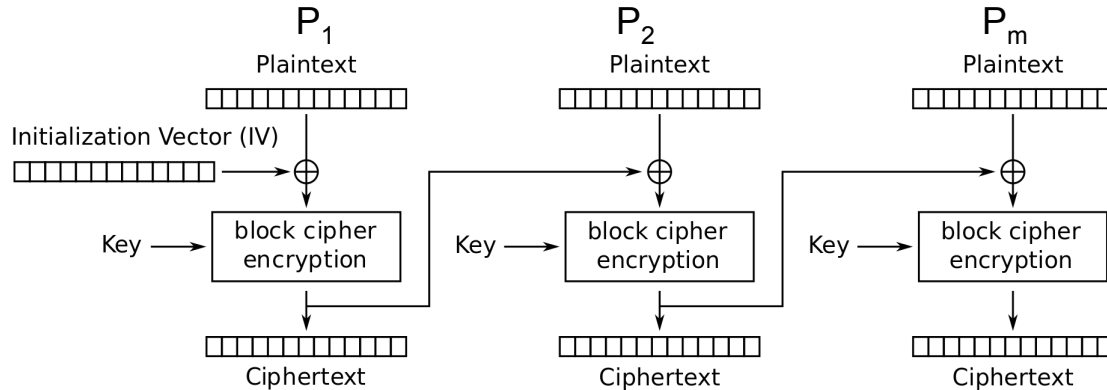 P1 P2 Pm
Plaintext Plaintext Plaintext
Initialization Vector (IV)
Key block cipher encryption Key block cipher encryption Key block cipher encryption
Ciphertext Ciphertext Ciphertext